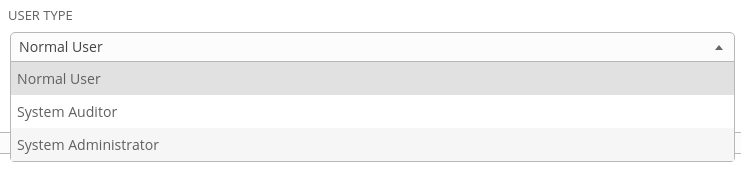 USER TYPE
Normal User
Normal User
System Auditor
System Administrator